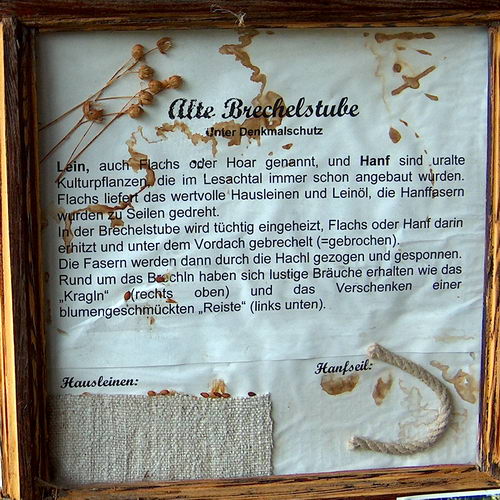 Alte Brechelstube
Unter Denkmalschutz
Lein, auch Flachs oder Hoar genannt, und Hanf sind uralte
Kulturpflanzen, die im Lesachtal immer schon angebaut wurden.
Flachs liefert das wertvolle Hausleinen und Leinöl, die Hanffasern
wurden zu Seilen gedreht.
In der Brechelstube wird tüchtig eingeheizt, Flachs oder Hanf darin
erhitzt und unter dem Vordach gebrechelt (=gebrochen).
Die Fasern werden dann durch die Hachl gezogen und gesponnen.
Rund um das Brechln haben sich lustige Bräuche erhalten wie das
„Kragln“ (rechts oben) und das Verschenken einer
blumengeschmückten „Reiste“ (links unten).
Hanfseil:
Hausleinen: